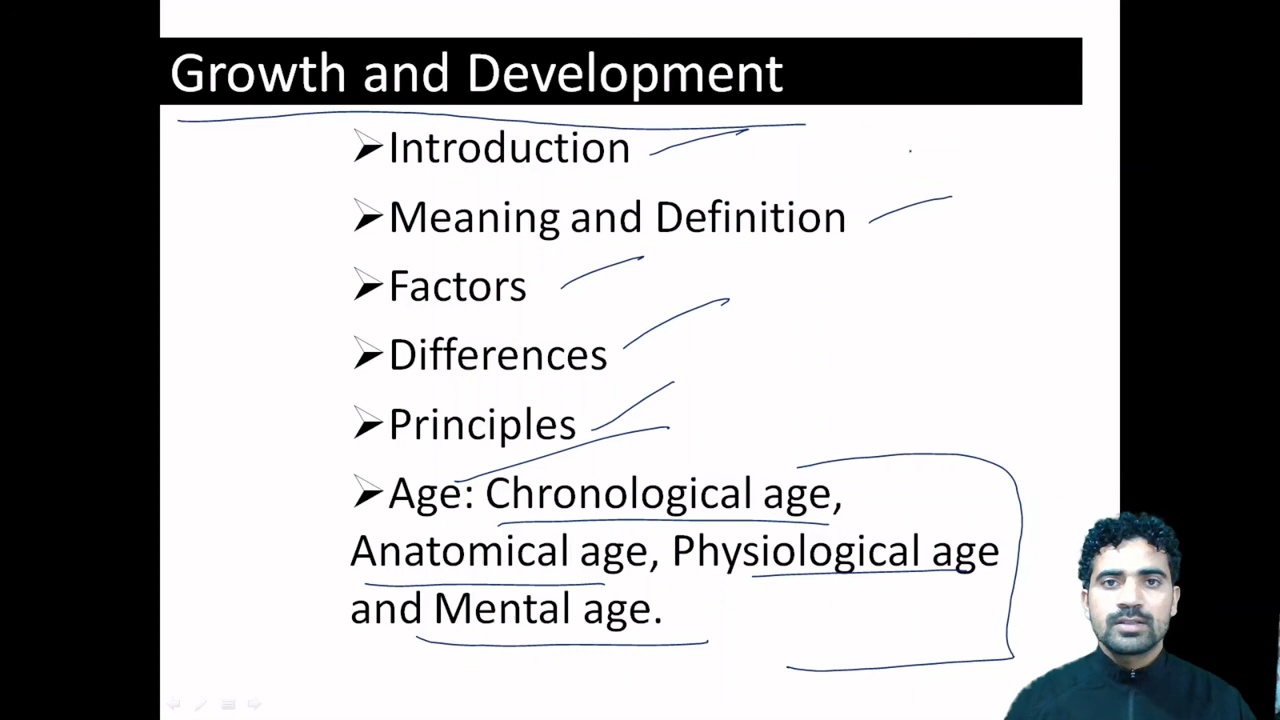 Growth and Development
➢Introduction
➢Meaning and Definition
➢Factors
➢Differences
➢Principles
➢Age: Chronological age,
Anatomical age, Physiological age
and Mental age.